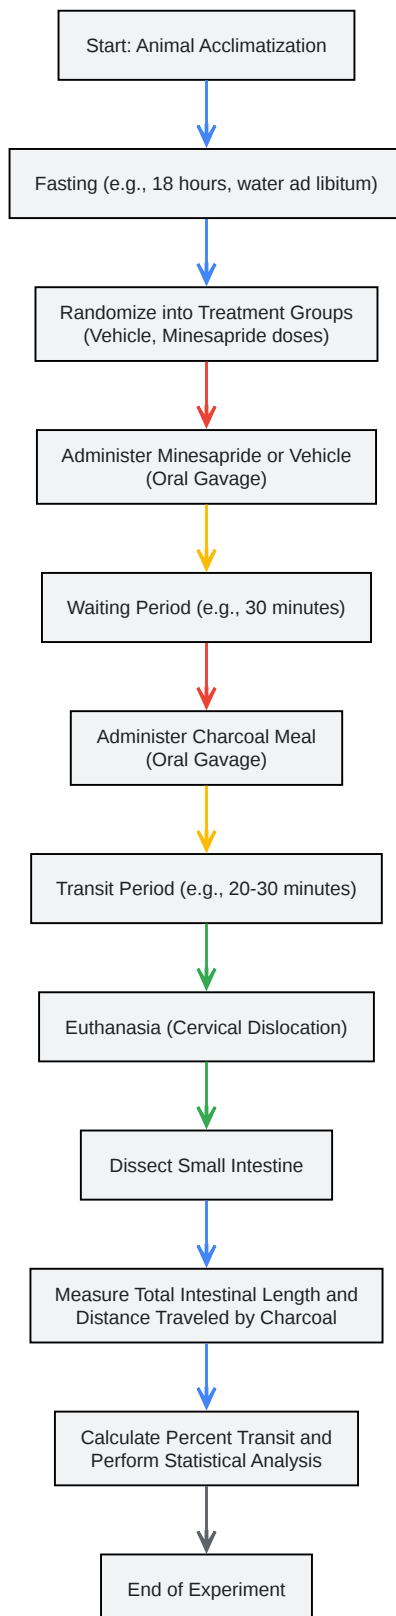 Start: Animal Acclimatization
Fasting (e.g., 18 hours, water ad libitum)
Randomize into Treatment Groups
(Vehicle, Minesapride doses)
Administer Minesapride or Vehicle
(Oral Gavage)
Waiting Period (e.g., 30 minutes)
Administer Charcoal Meal
(Oral Gavage)
Transit Period (e.g., 20-30 minutes)
Euthanasia (Cervical Dislocation)
Dissect Small Intestine
Measure Total Intestinal Length and
Distance Traveled by Charcoal
Calculate Percent Transit and
Perform Statistical Analysis
End of Experiment